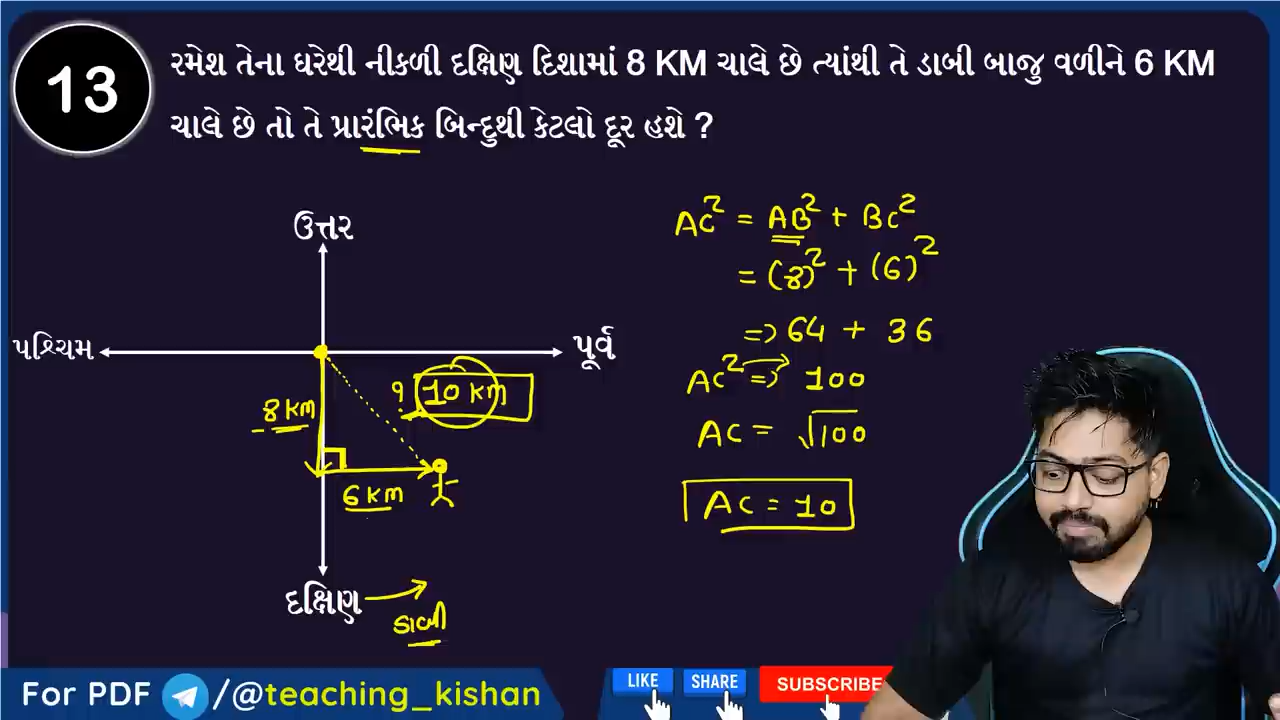 13
રમેશ તેના ઘરેથી નીકળી દક્ષિણ દિશામાં 8 KM ચાલે છે ત્યાંથી તે ડાબી બાજુ વળીને 6 KM
ચાલે છે તો તે પ્રારંભિક બિન્દુથી કેટલો દૂર હશે ?
ઉત્તર
પશ્ચિમ
પૂર્વ
8 km
? 10 km
6 km
દક્ષિણ
ડાબી
AC² = AB² + BC²
= (8)² + (6)²
=> 64 + 36
AC² => 100
AC = √100
AC = 10
For PDF /@teaching_kishan
LIKE
SHARE
SUBSCRIBE